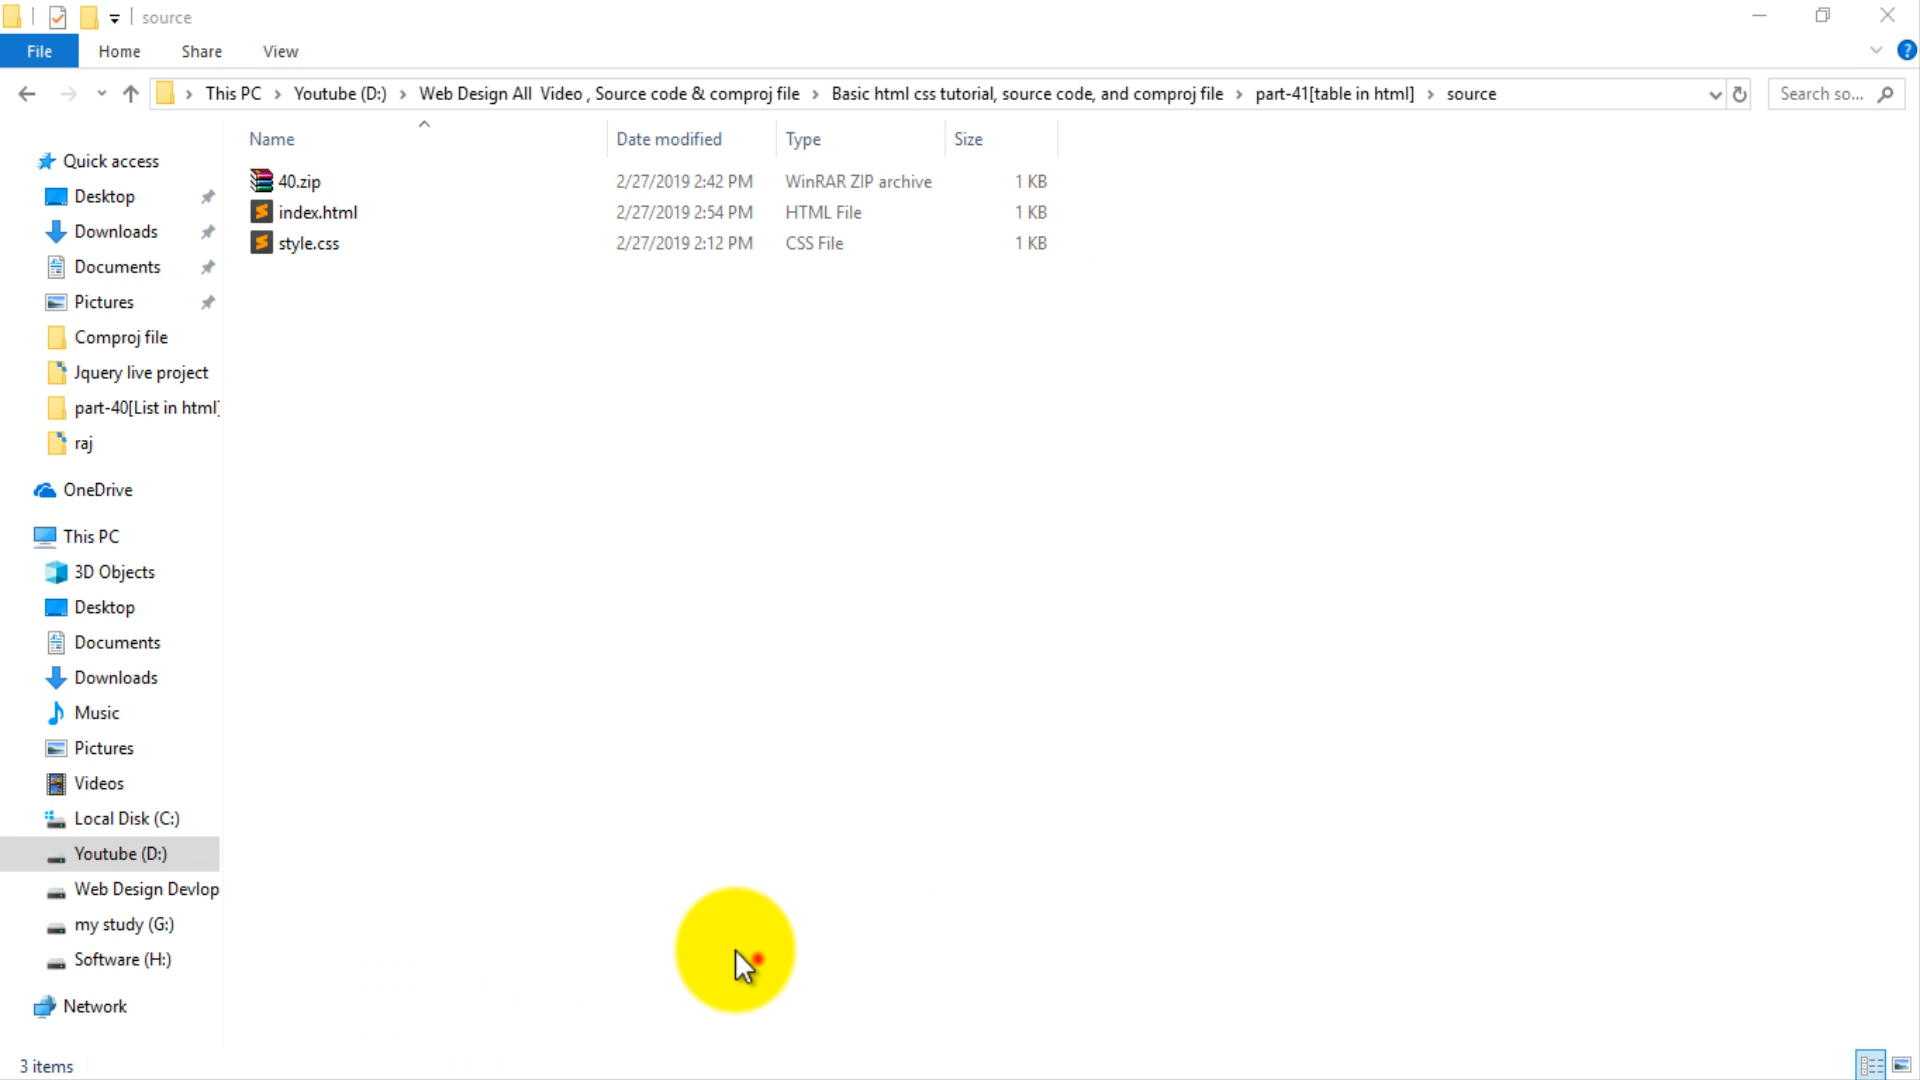 source
File Home Share View
This PC Youtube (D:) Web Design All Video , Source code & comproj file Basic html css tutorial, source code, and comproj file part-41[table in html] source Search so...
Name Date modified Type Size
40.zip 2/27/2019 2:42 PM WinRAR ZIP archive 1 KB
index.html 2/27/2019 2:54 PM HTML File 1 KB
style.css 2/27/2019 2:12 PM CSS File 1 KB
Quick access
Desktop
Downloads
Documents
Pictures
Comproj file
Jquery live project
part-40[List in html]
raj
OneDrive
This PC
3D Objects
Desktop
Documents
Downloads
Music
Pictures
Videos
Local Disk (C:)
Youtube (D:)
Web Design Devlop
my study (G:)
Software (H:)
Network
3 items